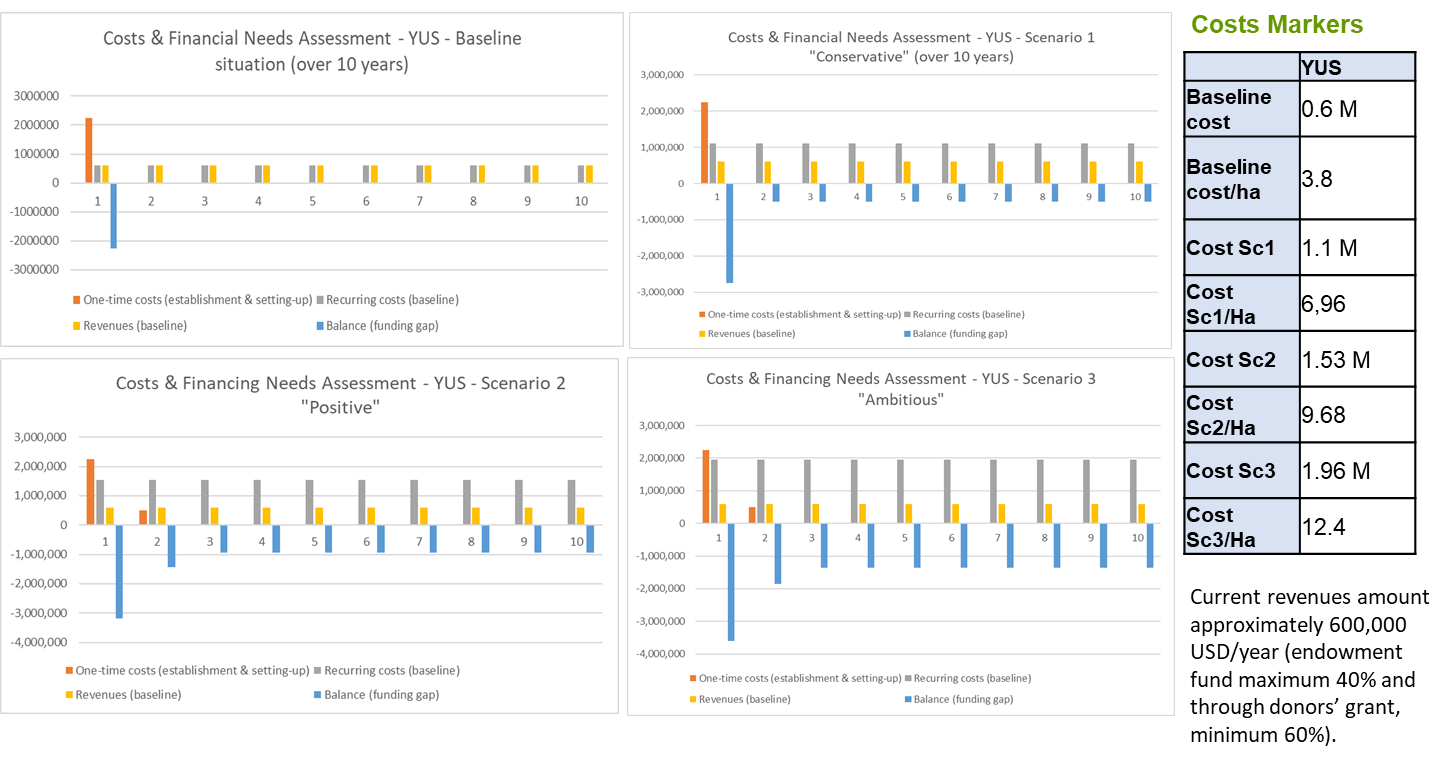 Costs & Financial Needs Assessment - YUS - Baseline
situation (over 10 years)
3000000
2000000
1000000
0
-1000000
-2000000
-3000000
1 2 3 4 5 6 7 8 9 10
One-time costs (establishment & setting-up) Recurring costs (baseline)
Revenues (baseline) Balance (funding gap)
Costs & Financial Needs Assessment - YUS - Scenario 1
"Conservative" (over 10 years)
3,000,000
2,000,000
1,000,000
0
-1,000,000
-2,000,000
-3,000,000
1 2 3 4 5 6 7 8 9 10
One-time costs (establishment & setting-up) Recurring costs (baseline)
Revenues (baseline) Balance (funding gap)
Costs & Financing Needs Assessment - YUS - Scenario 2
"Positive"
3,000,000
2,000,000
1,000,000
0
-1,000,000
-2,000,000
-3,000,000
-4,000,000
1 2 3 4 5 6 7 8 9 10
One-time costs (establishment & setting-up) Recurring costs (baseline)
Revenues (baseline) Balance (funding gap)
Costs & Financing Needs Assessment - YUS - Scenario 3
"Ambitious"
3,000,000
2,000,000
1,000,000
0
-1,000,000
-2,000,000
-3,000,000
-4,000,000
1 2 3 4 5 6 7 8 9 10
One-time costs (establishment & setting-up) Recurring costs (baseline)
Revenues (baseline) Balance (funding gap)
Costs Markers
YUS
Baseline
cost
0.6 M
Baseline
cost/ha
3.8
Cost Sc1 1.1 M
Cost
Sc1/Ha
6,96
Cost Sc2 1.53 M
Cost
Sc2/Ha
9.68
Cost Sc3 1.96 M
Cost
Sc3/Ha
12.4
Current revenues amount
approximately 600,000
USD/year (endowment
fund maximum 40% and
through donors’ grant,
minimum 60%).